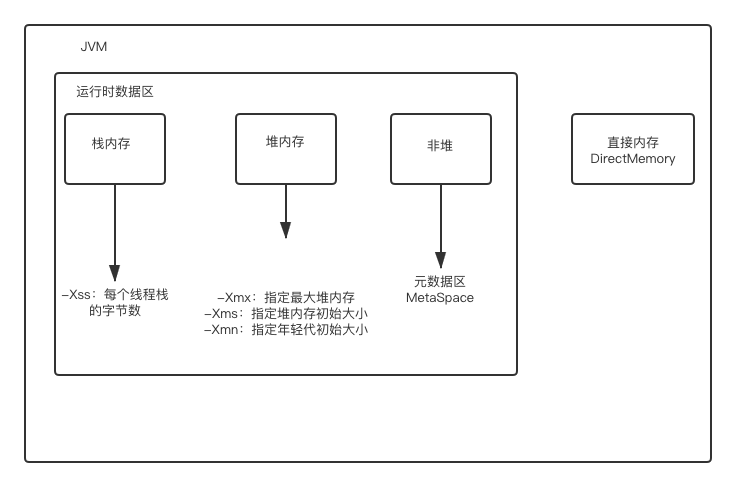 JVM
运行时数据区
栈内存
堆内存
非堆
直接内存
DirectMemory
–Xss：每个线程栈
的字节数
–Xmx：指定最大堆内存
–Xms：指定堆内存初始大小
–Xmn：指定年轻代初始大小
元数据区
MetaSpace